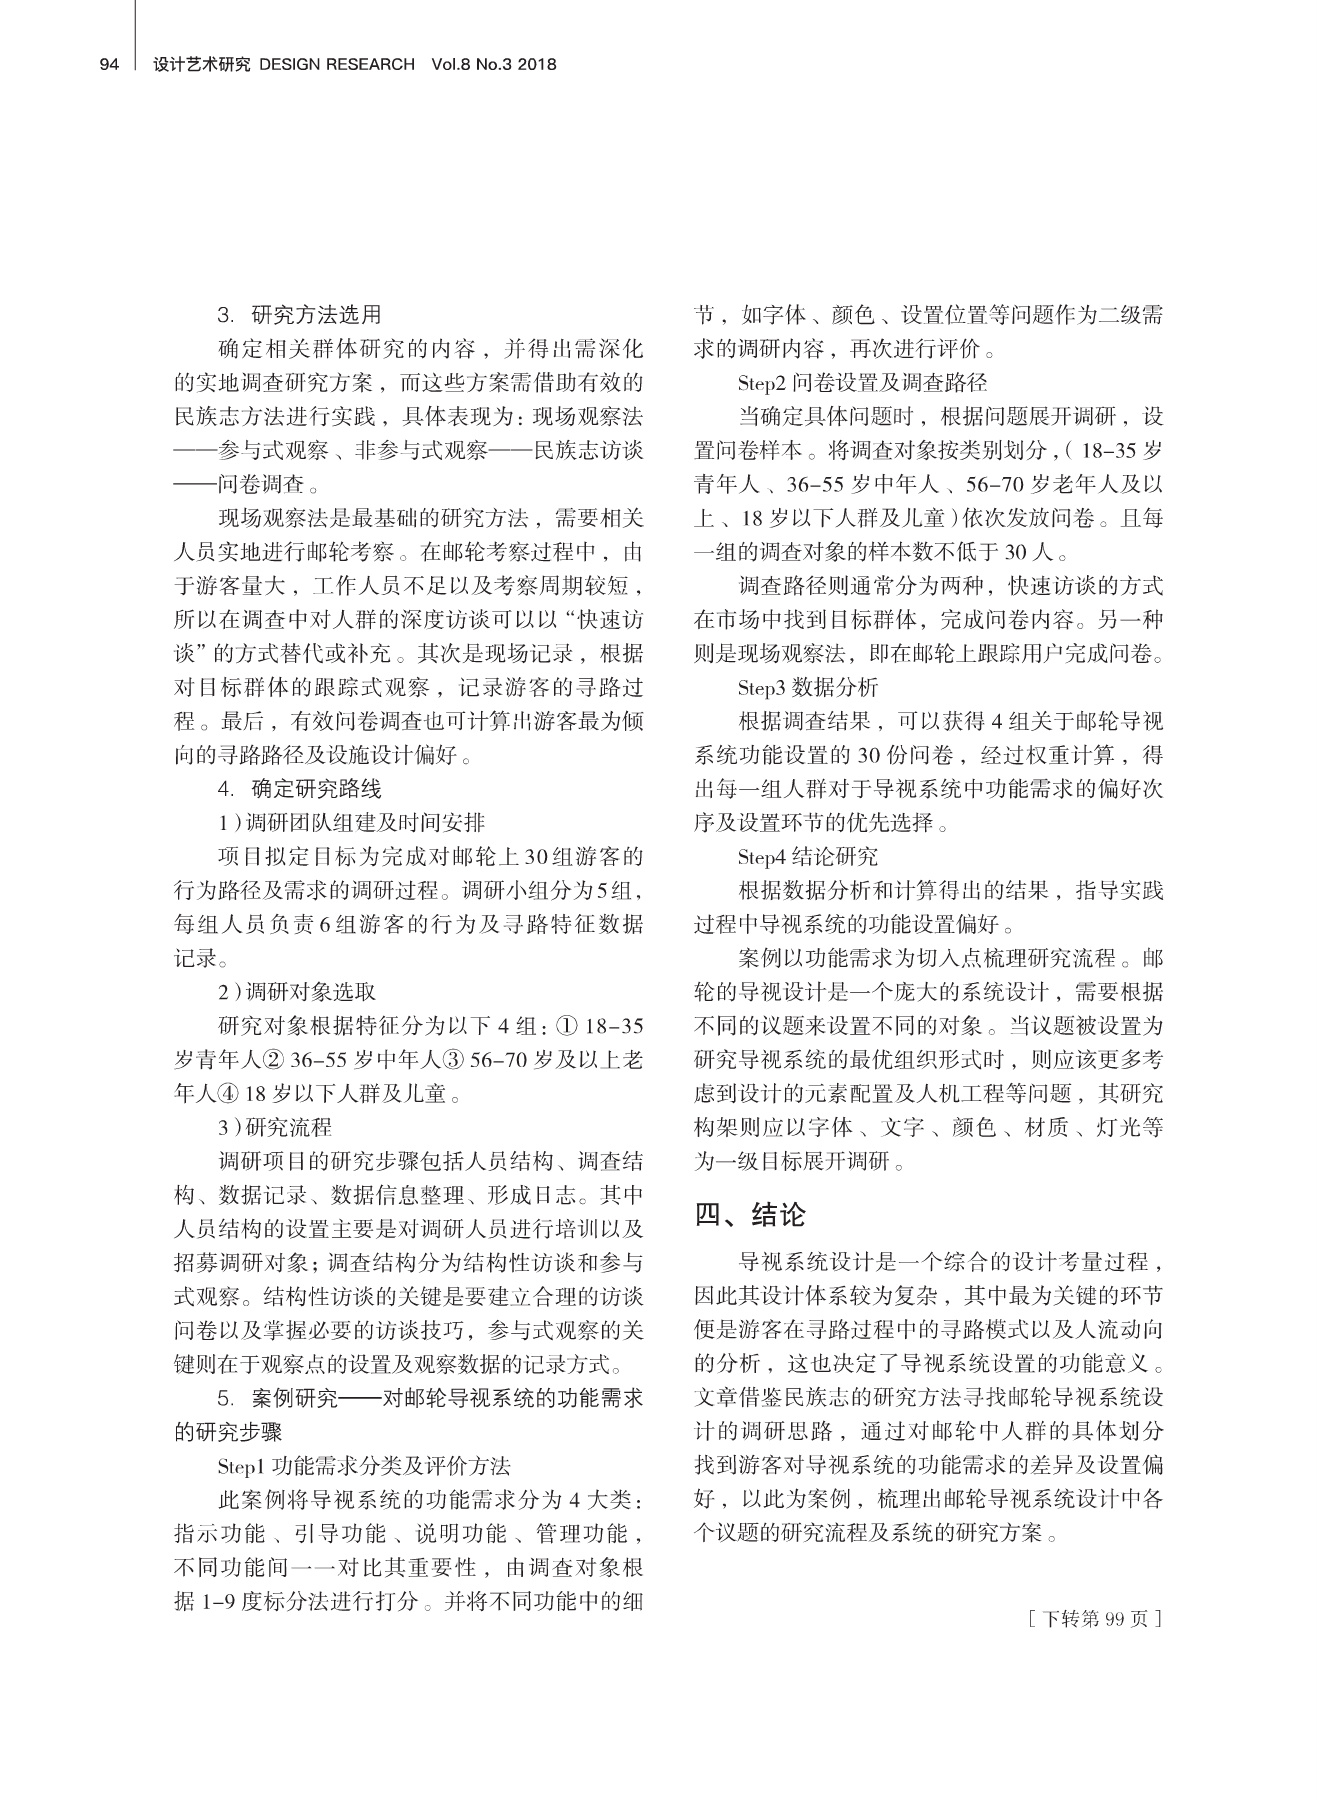 94 设计艺术研究 DESIGN RESEARCH Vol.8 No.3 2018
3. 研究方法选用
确定相关群体研究的内容，并得出需深化
的实地调查研究方案，而这些方案需借助有效的
民族志方法进行实践，具体表现为：现场观察法
——参与式观察、非参与式观察——民族志访谈
——问卷调查。
现场观察法是最基础的研究方法，需要相关
人员实地进行邮轮考察。在邮轮考察过程中，由
于游客量大，工作人员不足以及考察周期较短，
所以在调查中对人群的深度访谈可以以“快速访
谈”的方式替代或补充。其次是现场记录，根据
对目标群体的跟踪式观察，记录游客的寻路过
程。最后，有效问卷调查也可计算出游客最为倾
向的寻路路径及设施设计偏好。
4. 确定研究路线
1）调研团队组建及时间安排
项目拟定目标为完成对邮轮上30组游客的
行为路径及需求的调研过程。调研小组分为5组，
每组人员负责6组游客的行为及寻路特征数据
记录。
2）调研对象选取
研究对象根据特征分为以下 4 组：① 18–35
岁青年人② 36–55 岁中年人③ 56–70 岁及以上老
年人④ 18 岁以下人群及儿童。
3）研究流程
调研项目的研究步骤包括人员结构、调查结
构、数据记录、数据信息整理、形成日志。其中
人员结构的设置主要是对调研人员进行培训以及
招募调研对象；调查结构分为结构性访谈和参与
式观察。结构性访谈的关键是要建立合理的访谈
问卷以及掌握必要的访谈技巧，参与式观察的关
键则在于观察点的设置及观察数据的记录方式。
5. 案例研究——对邮轮导视系统的功能需求
的研究步骤
Step1 功能需求分类及评价方法
此案例将导视系统的功能需求分为 4 大类：
指示功能、引导功能、说明功能、管理功能，
不同功能间一一对比其重要性，由调查对象根
据 1–9 度标分法进行打分。并将不同功能中的细
节，如字体、颜色、设置位置等问题作为二级需
求的调研内容，再次进行评价。
Step2 问卷设置及调查路径
当确定具体问题时，根据问题展开调研，设
置问卷样本。将调查对象按类别划分，（18–35 岁
青年人、36–55 岁中年人、56–70 岁老年人及以
上、18 岁以下人群及儿童）依次发放问卷。且每
一组的调查对象的样本数不低于 30 人。
调查路径则通常分为两种，快速访谈的方式
在市场中找到目标群体，完成问卷内容。另一种
则是现场观察法，即在邮轮上跟踪用户完成问卷。
Step3 数据分析
根据调查结果，可以获得 4 组关于邮轮导视
系统功能设置的 30 份问卷，经过权重计算，得
出每一组人群对于导视系统中功能需求的偏好次
序及设置环节的优先选择。
Step4 结论研究
根据数据分析和计算得出的结果，指导实践
过程中导视系统的功能设置偏好。
案例以功能需求为切入点梳理研究流程。邮
轮的导视设计是一个庞大的系统设计，需要根据
不同的议题来设置不同的对象。当议题被设置为
研究导视系统的最优组织形式时，则应该更多考
虑到设计的元素配置及人机工程等问题，其研究
构架则应以字体、文字、颜色、材质、灯光等
为一级目标展开调研。
四、结论
导视系统设计是一个综合的设计考量过程，
因此其设计体系较为复杂，其中最为关键的环节
便是游客在寻路过程中的寻路模式以及人流动向
的分析，这也决定了导视系统设置的功能意义。
文章借鉴民族志的研究方法寻找邮轮导视系统设
计的调研思路，通过对邮轮中人群的具体划分
找到游客对导视系统的功能需求的差异及设置偏
好，以此为案例，梳理出邮轮导视系统设计中各
个议题的研究流程及系统的研究方案。
［下转第 99 页］